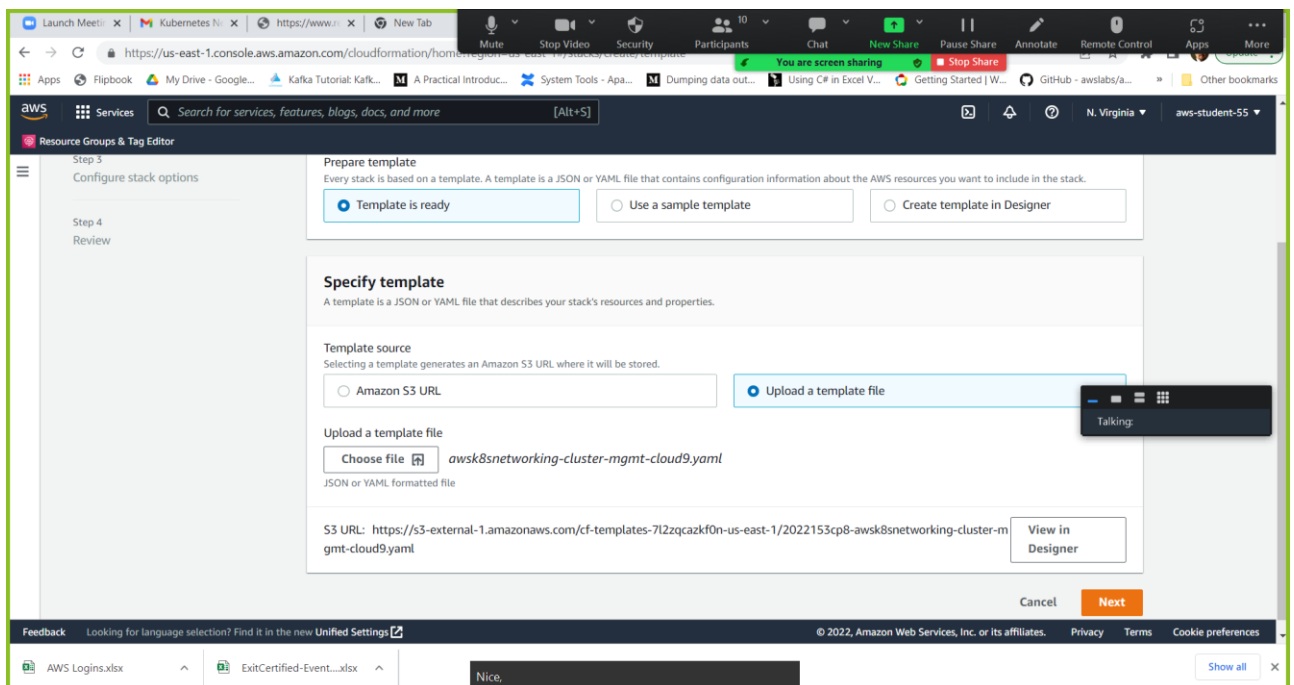 Launch Meetin
Kubernetes N
https://www.r
New Tab
Mute
Stop Video
Security
10
Participants
Chat
New Share
Pause Share
Annotate
Remote Control
Apps
More
You are screen sharing
Stop Share
https://us-east-1.console.aws.amazon.com/cloudformation/home
Apps
Flipbook
My Drive - Google...
Kafka Tutorial: Kafk...
A Practical Introduc...
System Tools - Apa...
Dumping data out...
Using C# in Excel V...
Getting Started | W...
GitHub - awslabs/a...
»
Other bookmarks
aws
Services
Search for services, features, blogs, docs, and more
[Alt+S]
N. Virginia
aws-student-55
Resource Groups & Tag Editor
Step 3
Configure stack options
Step 4
Review
Prepare template
Every stack is based on a template. A template is a JSON or YAML file that contains configuration information about the AWS resources you want to include in the stack.
Template is ready
Use a sample template
Create template in Designer
Specify template
A template is a JSON or YAML file that describes your stack's resources and properties.
Template source
Selecting a template generates an Amazon S3 URL where it will be stored.
Amazon S3 URL
Upload a template file
Talking:
Upload a template file
Choose file
awsk8snetworking-cluster-mgmt-cloud9.yaml
JSON or YAML formatted file
S3 URL: https://s3-external-1.amazonaws.com/cf-templates-7l2zqcazkf0n-us-east-1/2022153cp8-awsk8snetworking-cluster-m
gmt-cloud9.yaml
View in
Designer
Cancel
Next
Feedback
Looking for language selection? Find it in the new Unified Settings
© 2022, Amazon Web Services, Inc. or its affiliates.
Privacy
Terms
Cookie preferences
AWS Logins.xlsx
ExitCertified-Event....xlsx
Nice,
Show all